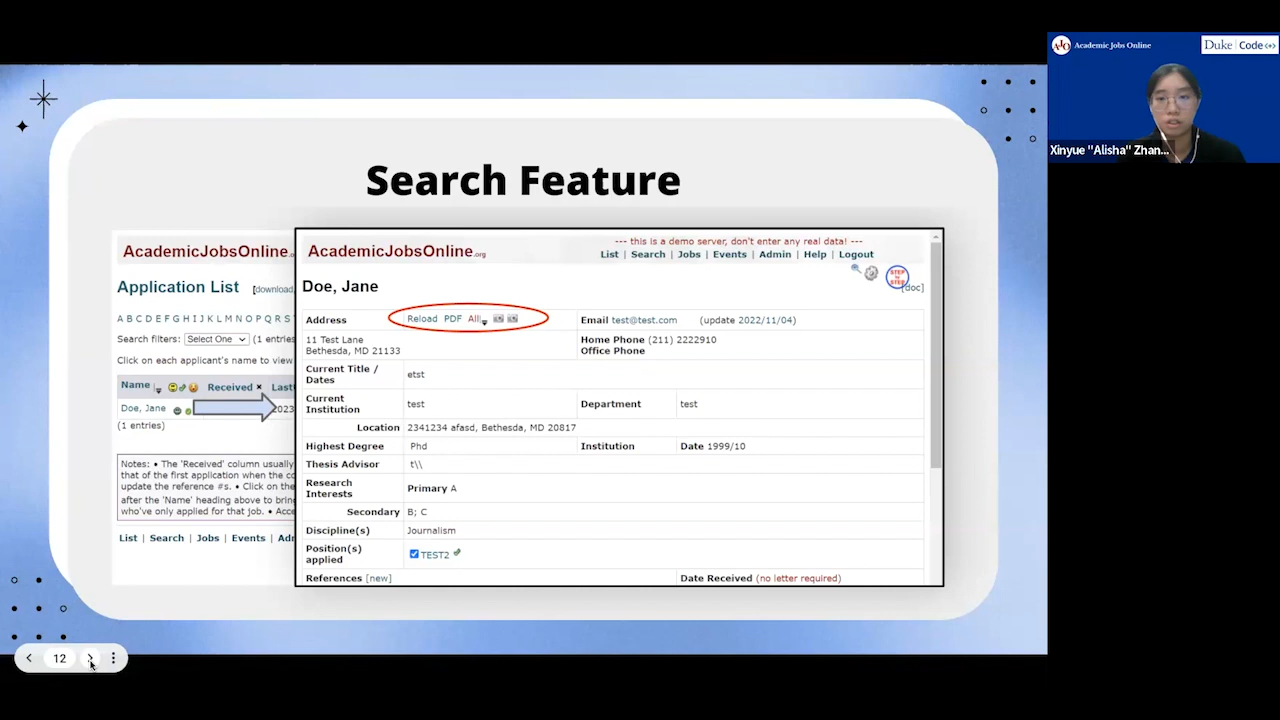 Academic Jobs Online
Duke Code
Xinyue "Alisha" Zhan...
Search Feature
AcademicJobsOnline.
Application List [download,
A B C D E F G H I J K L M N O P Q R S
Search filters: Select One (1 entries
Click on each applicant's name to view
Name Received × Last
Doe, Jane 2023
(1 entries)
Notes: • The 'Received' column usually
that of the first application when the co
update the reference #s. • Click on the
after the 'Name' heading above to bring
who've only applied for that job. • Acce
List | Search | Jobs | Events | Adn
AcademicJobsOnline.org
--- this is a demo server, don't enter any real data! ---
List | Search | Jobs | Events | Admin | Help | Logout
Doe, Jane
STEP by STEP
[doc]
Address Reload PDF All Email test@test.com (update 2022/11/04)
11 Test Lane Home Phone (211) 2222910
Bethesda, MD 21133 Office Phone
Current Title / Dates etst
Current Institution test Department test
Location 2341234 afasd, Bethesda, MD 20817
Highest Degree Phd Institution Date 1999/10
Thesis Advisor t\\
Research Interests Primary A
Secondary B; C
Discipline(s) Journalism
Position(s) applied TEST2
References [new] Date Received (no letter required)
12